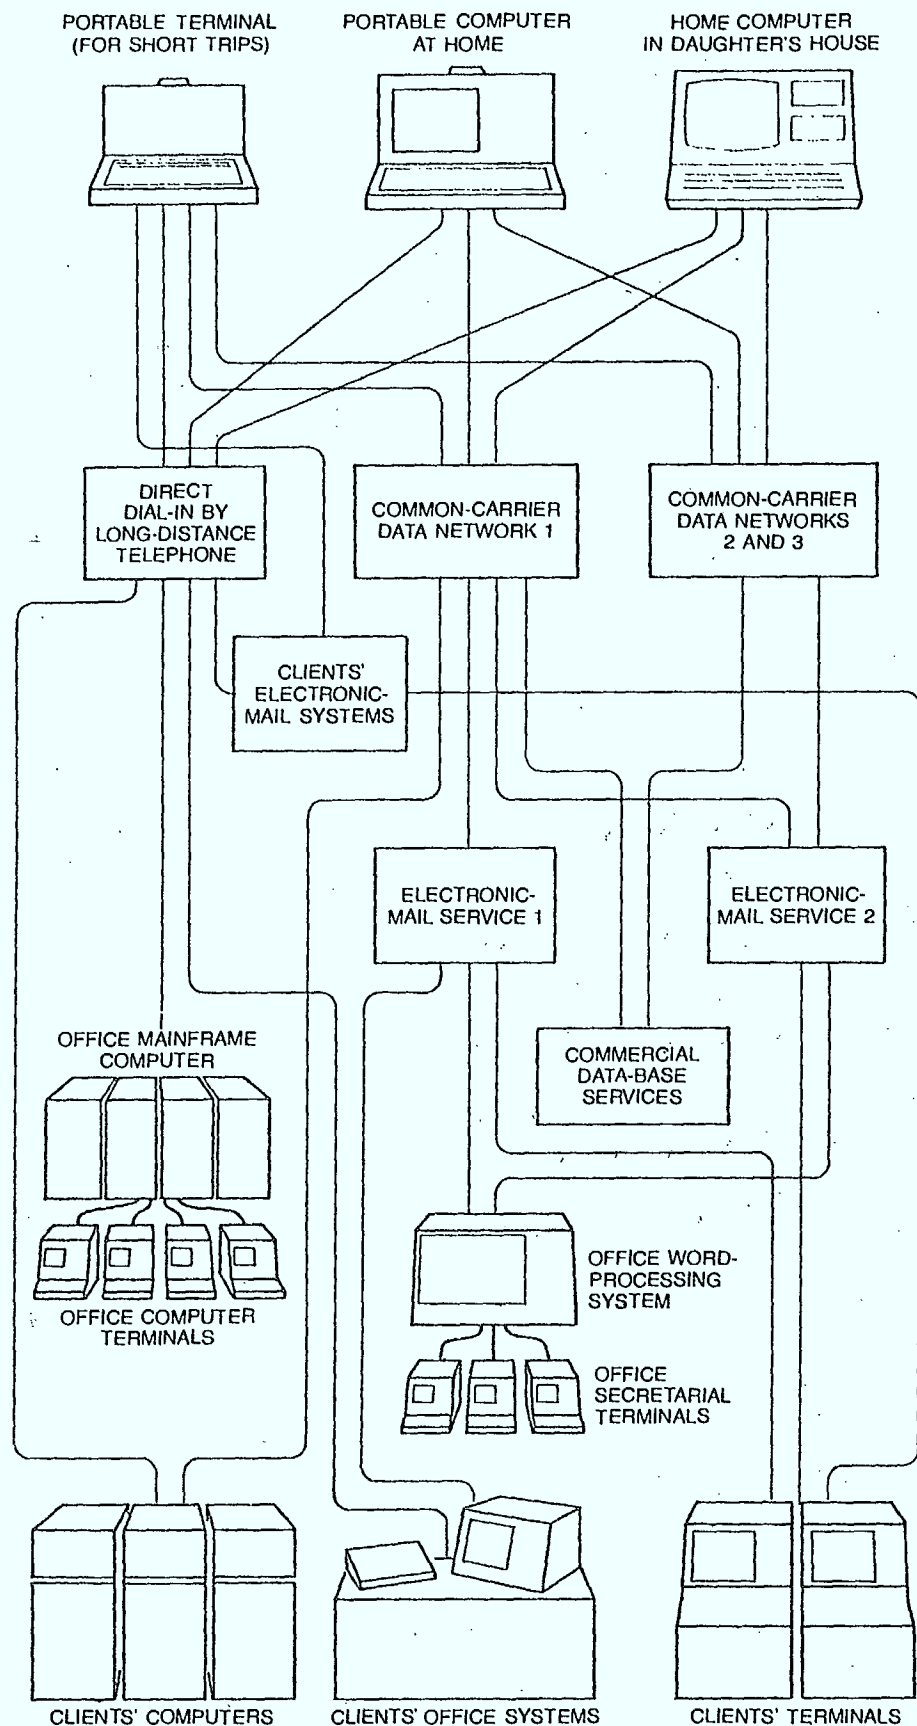 PORTABLE TERMINAL
(FOR SHORT TRIPS)
PORTABLE COMPUTER
AT HOME
HOME COMPUTER
IN DAUGHTER'S HOUSE
DIRECT
DIAL-IN BY
LONG-DISTANCE
TELEPHONE
COMMON-CARRIER
DATA NETWORK 1
COMMON-CARRIER
DATA NETWORKS
2 AND 3
CLIENTS'
ELECTRONIC-
MAIL SYSTEMS
ELECTRONIC-
MAIL SERVICE 1
ELECTRONIC-
MAIL SERVICE 2
OFFICE MAINFRAME
COMPUTER
COMMERCIAL
DATA-BASE
SERVICES
OFFICE WORD-
PROCESSING
SYSTEM
OFFICE COMPUTER
TERMINALS
OFFICE
SECRETARIAL
TERMINALS
CLIENTS' COMPUTERS
CLIENTS' OFFICE SYSTEMS
CLIENTS' TERMINALS